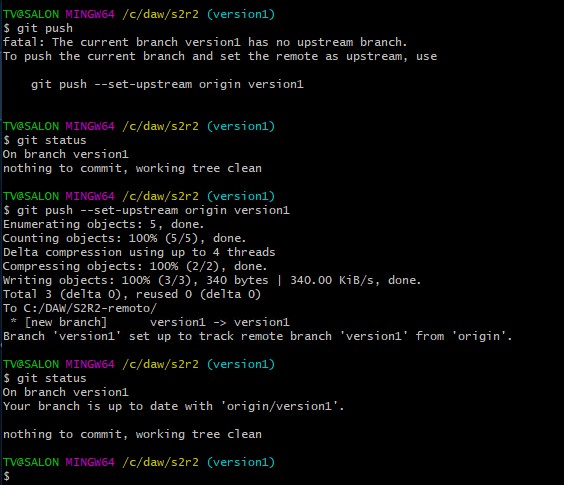 TV@SALON MINGW64 /c/daw/s2r2 (version1)
$ git push
fatal: The current branch version1 has no upstream branch.
To push the current branch and set the remote as upstream, use
git push --set-upstream origin version1
TV@SALON MINGW64 /c/daw/s2r2 (version1)
$ git status
On branch version1
nothing to commit, working tree clean
TV@SALON MINGW64 /c/daw/s2r2 (version1)
$ git push --set-upstream origin version1
Enumerating objects: 5, done.
Counting objects: 100% (5/5), done.
Delta compression using up to 4 threads
Compressing objects: 100% (2/2), done.
Writing objects: 100% (3/3), 340 bytes | 340.00 KiB/s, done.
Total 3 (delta 0), reused 0 (delta 0)
To C:/DAW/S2R2-remoto/
* [new branch] version1 -> version1
Branch 'version1' set up to track remote branch 'version1' from 'origin'.
TV@SALON MINGW64 /c/daw/s2r2 (version1)
$ git status
On branch version1
Your branch is up to date with 'origin/version1'.
nothing to commit, working tree clean
TV@SALON MINGW64 /c/daw/s2r2 (version1)
$